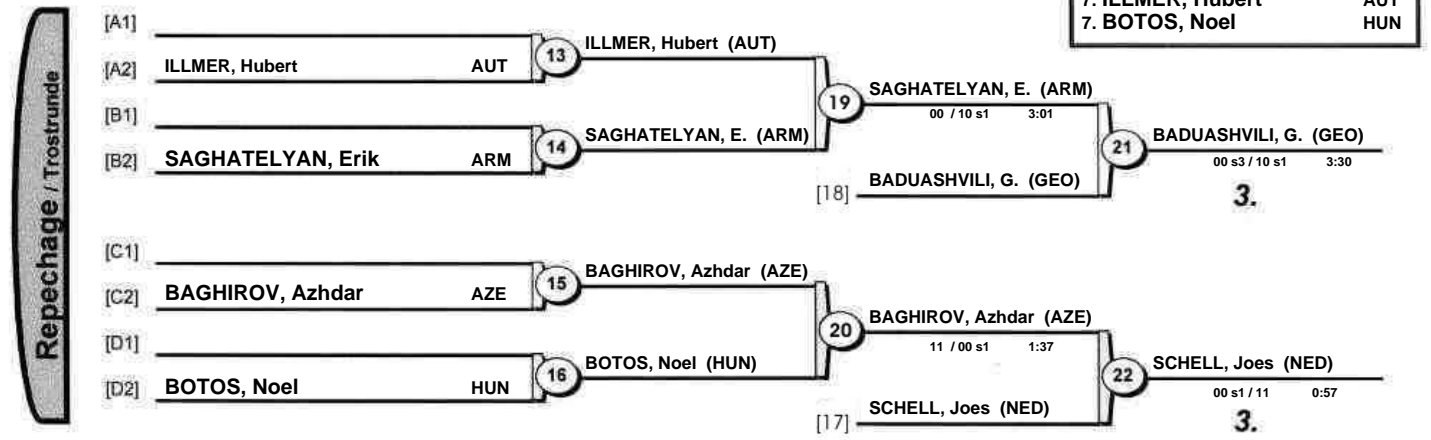 7. ILLMER, Hubert AUT
7. BOTOS, Noel HUN
Repechage / Trostrunde
[A1]
[A2] ILLMER, Hubert AUT
13
ILLMER, Hubert (AUT)
[B1]
[B2] SAGHATELYAN, Erik ARM
14
SAGHATELYAN, E. (ARM)
19
SAGHATELYAN, E. (ARM)
00 / 10 s1 3:01
[18] BADUASHVILI, G. (GEO)
21
BADUASHVILI, G. (GEO)
00 s3 / 10 s1 3:30
3.
[C1]
[C2] BAGHIROV, Azhdar AZE
15
BAGHIROV, Azhdar (AZE)
[D1]
[D2] BOTOS, Noel HUN
16
BOTOS, Noel (HUN)
20
BAGHIROV, Azhdar (AZE)
11 / 00 s1 1:37
[17] SCHELL, Joes (NED)
22
SCHELL, Joes (NED)
00 s1 / 11 0:57
3.